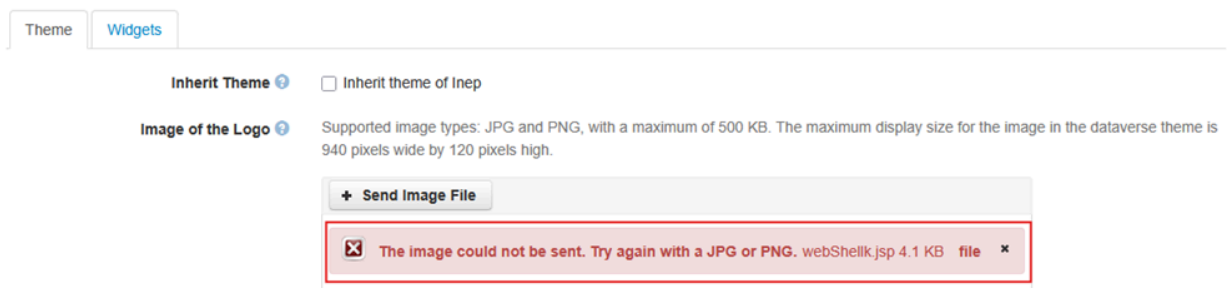 Theme Widgets
Inherit Theme ? Inherit theme of Inep
Image of the Logo ? Supported image types: JPG and PNG, with a maximum of 500 KB. The maximum display size for the image in the dataverse theme is
940 pixels wide by 120 pixels high.
+ Send Image File
The image could not be sent. Try again with a JPG or PNG. webShellk.jsp 4.1 KB file ×